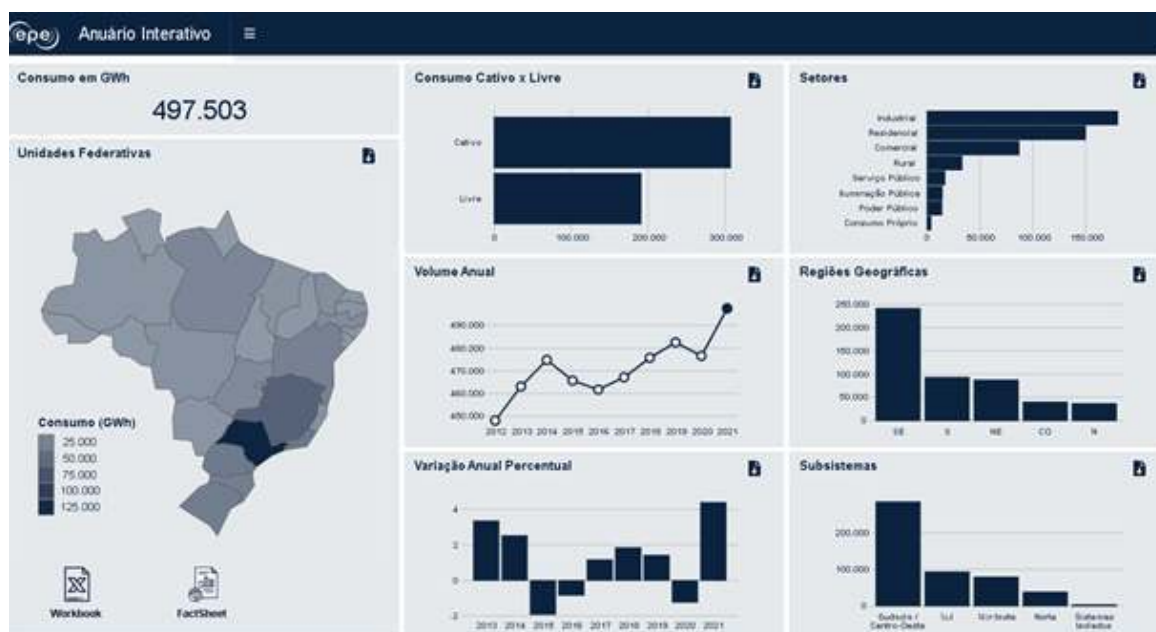 epe Anuário Interativo
Consumo em GWh
497.503
Unidades Federativas
Consumo (GWh)
25.000
50.000
75.000
100.000
125.000
Workbook
FactSheet
Consumo Cativo x Livre
Cativo
Livre
0 100.000 200.000 300.000
Volume Anual
490.000
480.000
470.000
460.000
450.000
2012 2013 2014 2015 2016 2017 2018 2019 2020 2021
Variação Anual Percentual
4
2
0
-2
2013 2014 2015 2016 2017 2018 2019 2020 2021
Setores
Industrial
Residencial
Comercial
Rural
Serviço Público
Iluminação Pública
Poder Público
Consumo Próprio
0 50.000 100.000 150.000
Regiões Geográficas
250.000
200.000
150.000
100.000
50.000
0
SE S NE CO N
Subsistemas
200.000
100.000
0
Sudeste / Sul Nordeste Norte Sistemas
Centro-Oeste Isolados